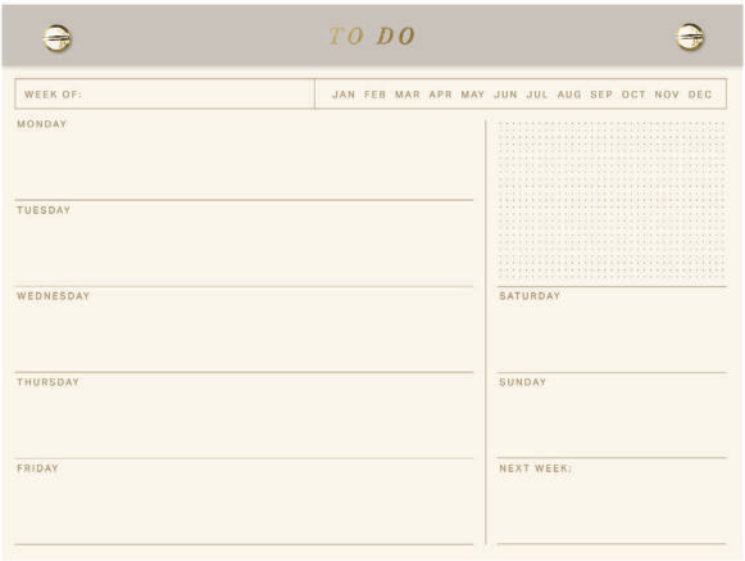 TO DO
WEEK OF:
JAN FEB MAR APR MAY JUN JUL AUG SEP OCT NOV DEC
MONDAY
TUESDAY
WEDNESDAY
THURSDAY
FRIDAY
SATURDAY
SUNDAY
NEXT WEEK: